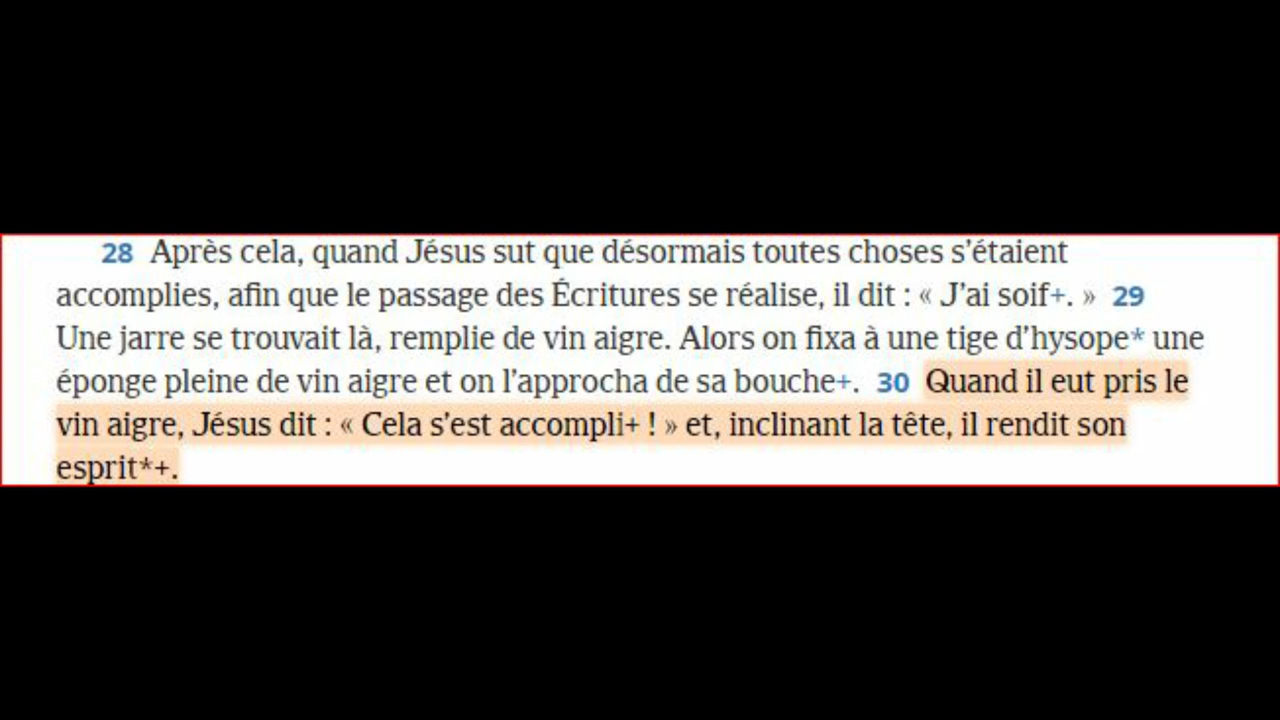 28 Après cela, quand Jésus sut que désormais toutes choses s’étaient
accomplies, afin que le passage des Écritures se réalise, il dit : « J’ai soif+. » 29
Une jarre se trouvait là, remplie de vin aigre. Alors on fixa à une tige d’hysope* une
éponge pleine de vin aigre et on l’approcha de sa bouche+. 30 Quand il eut pris le
vin aigre, Jésus dit : « Cela s’est accompli+ ! » et, inclinant la tête, il rendit son
esprit*+.